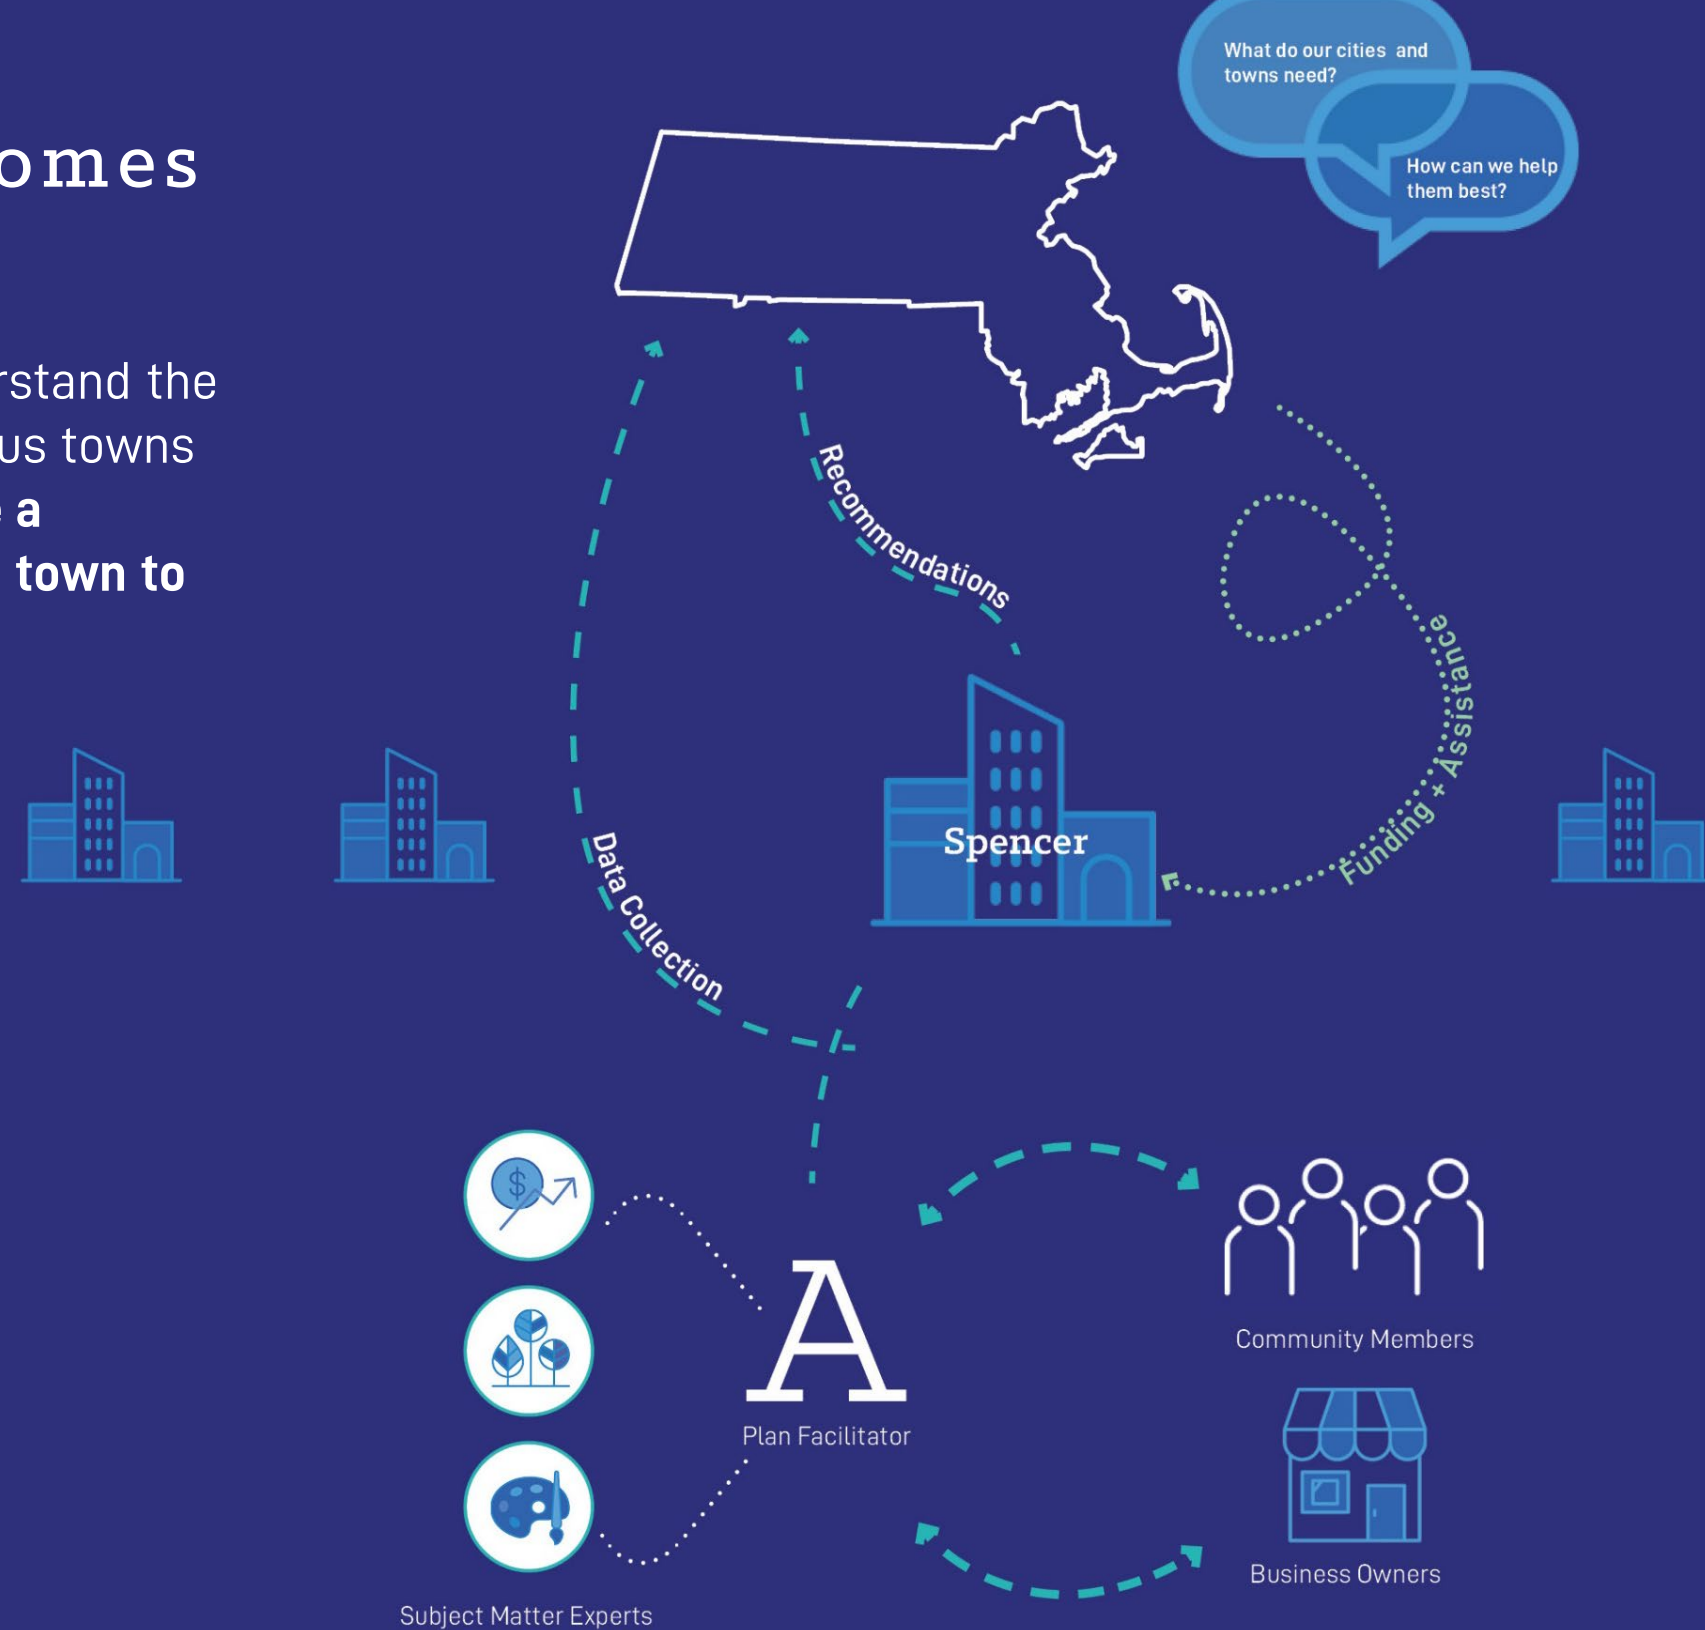 omes
rstand the
us towns
a
town to
What do our cities and
towns need?
How can we help
them best?
Recommendations
Funding + Assistance
Spencer
Data Collection
$
A
Plan Facilitator
Community Members
Business Owners
Subject Matter Experts